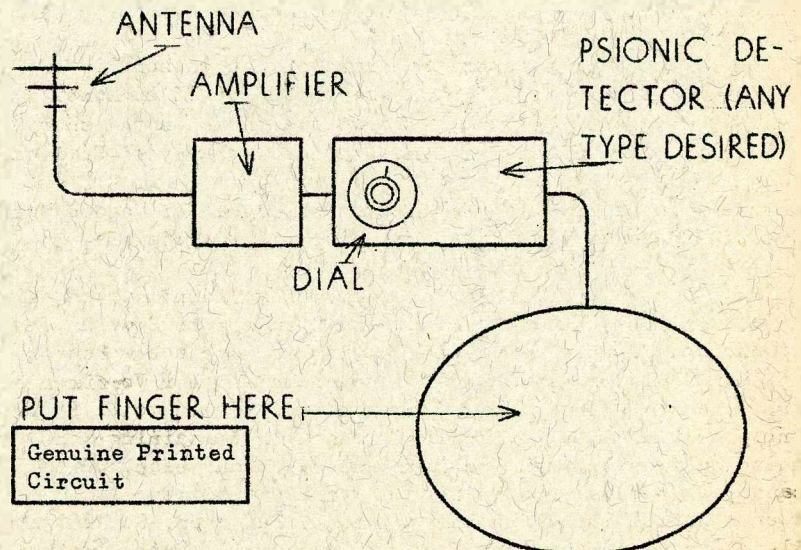 ANTENNA
AMPLIFIER
PSIONIC DE-
TECTOR (ANY
TYPE DESIRED)
DIAL
PUT FINGER HERE
Genuine Printed
Circuit